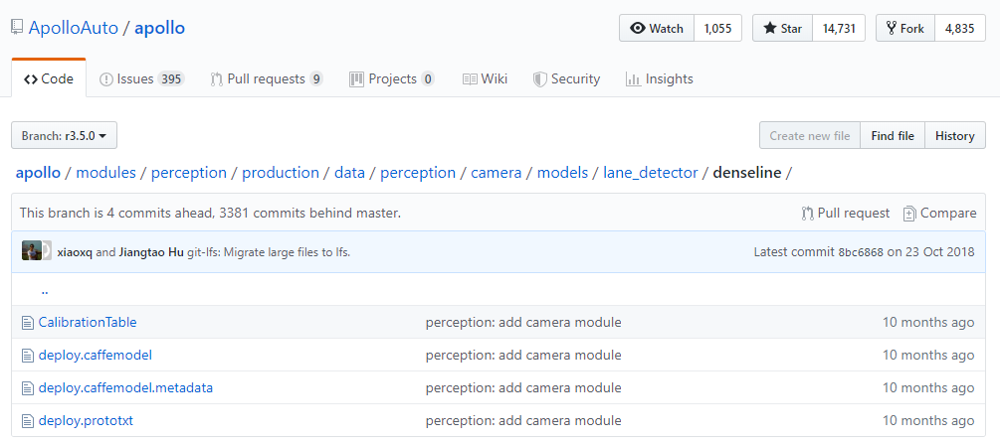 ApolloAuto / apollo
Watch 1,055 Star 14,731 Fork 4,835
Code Issues 395 Pull requests 9 Projects 0 Wiki Security Insights
Branch: r3.5.0 Create new file Find file History
apollo / modules / perception / production / data / perception / camera / models / lane_detector / denseline /
This branch is 4 commits ahead, 3381 commits behind master. Pull request Compare
xiaoxq and Jiangtao Hu git-lfs: Migrate large files to lfs. Latest commit 8bc6868 on 23 Oct 2018
..
CalibrationTable perception: add camera module 10 months ago
deploy.caffemodel perception: add camera module 10 months ago
deploy.caffemodel.metadata perception: add camera module 10 months ago
deploy.prototxt perception: add camera module 10 months ago